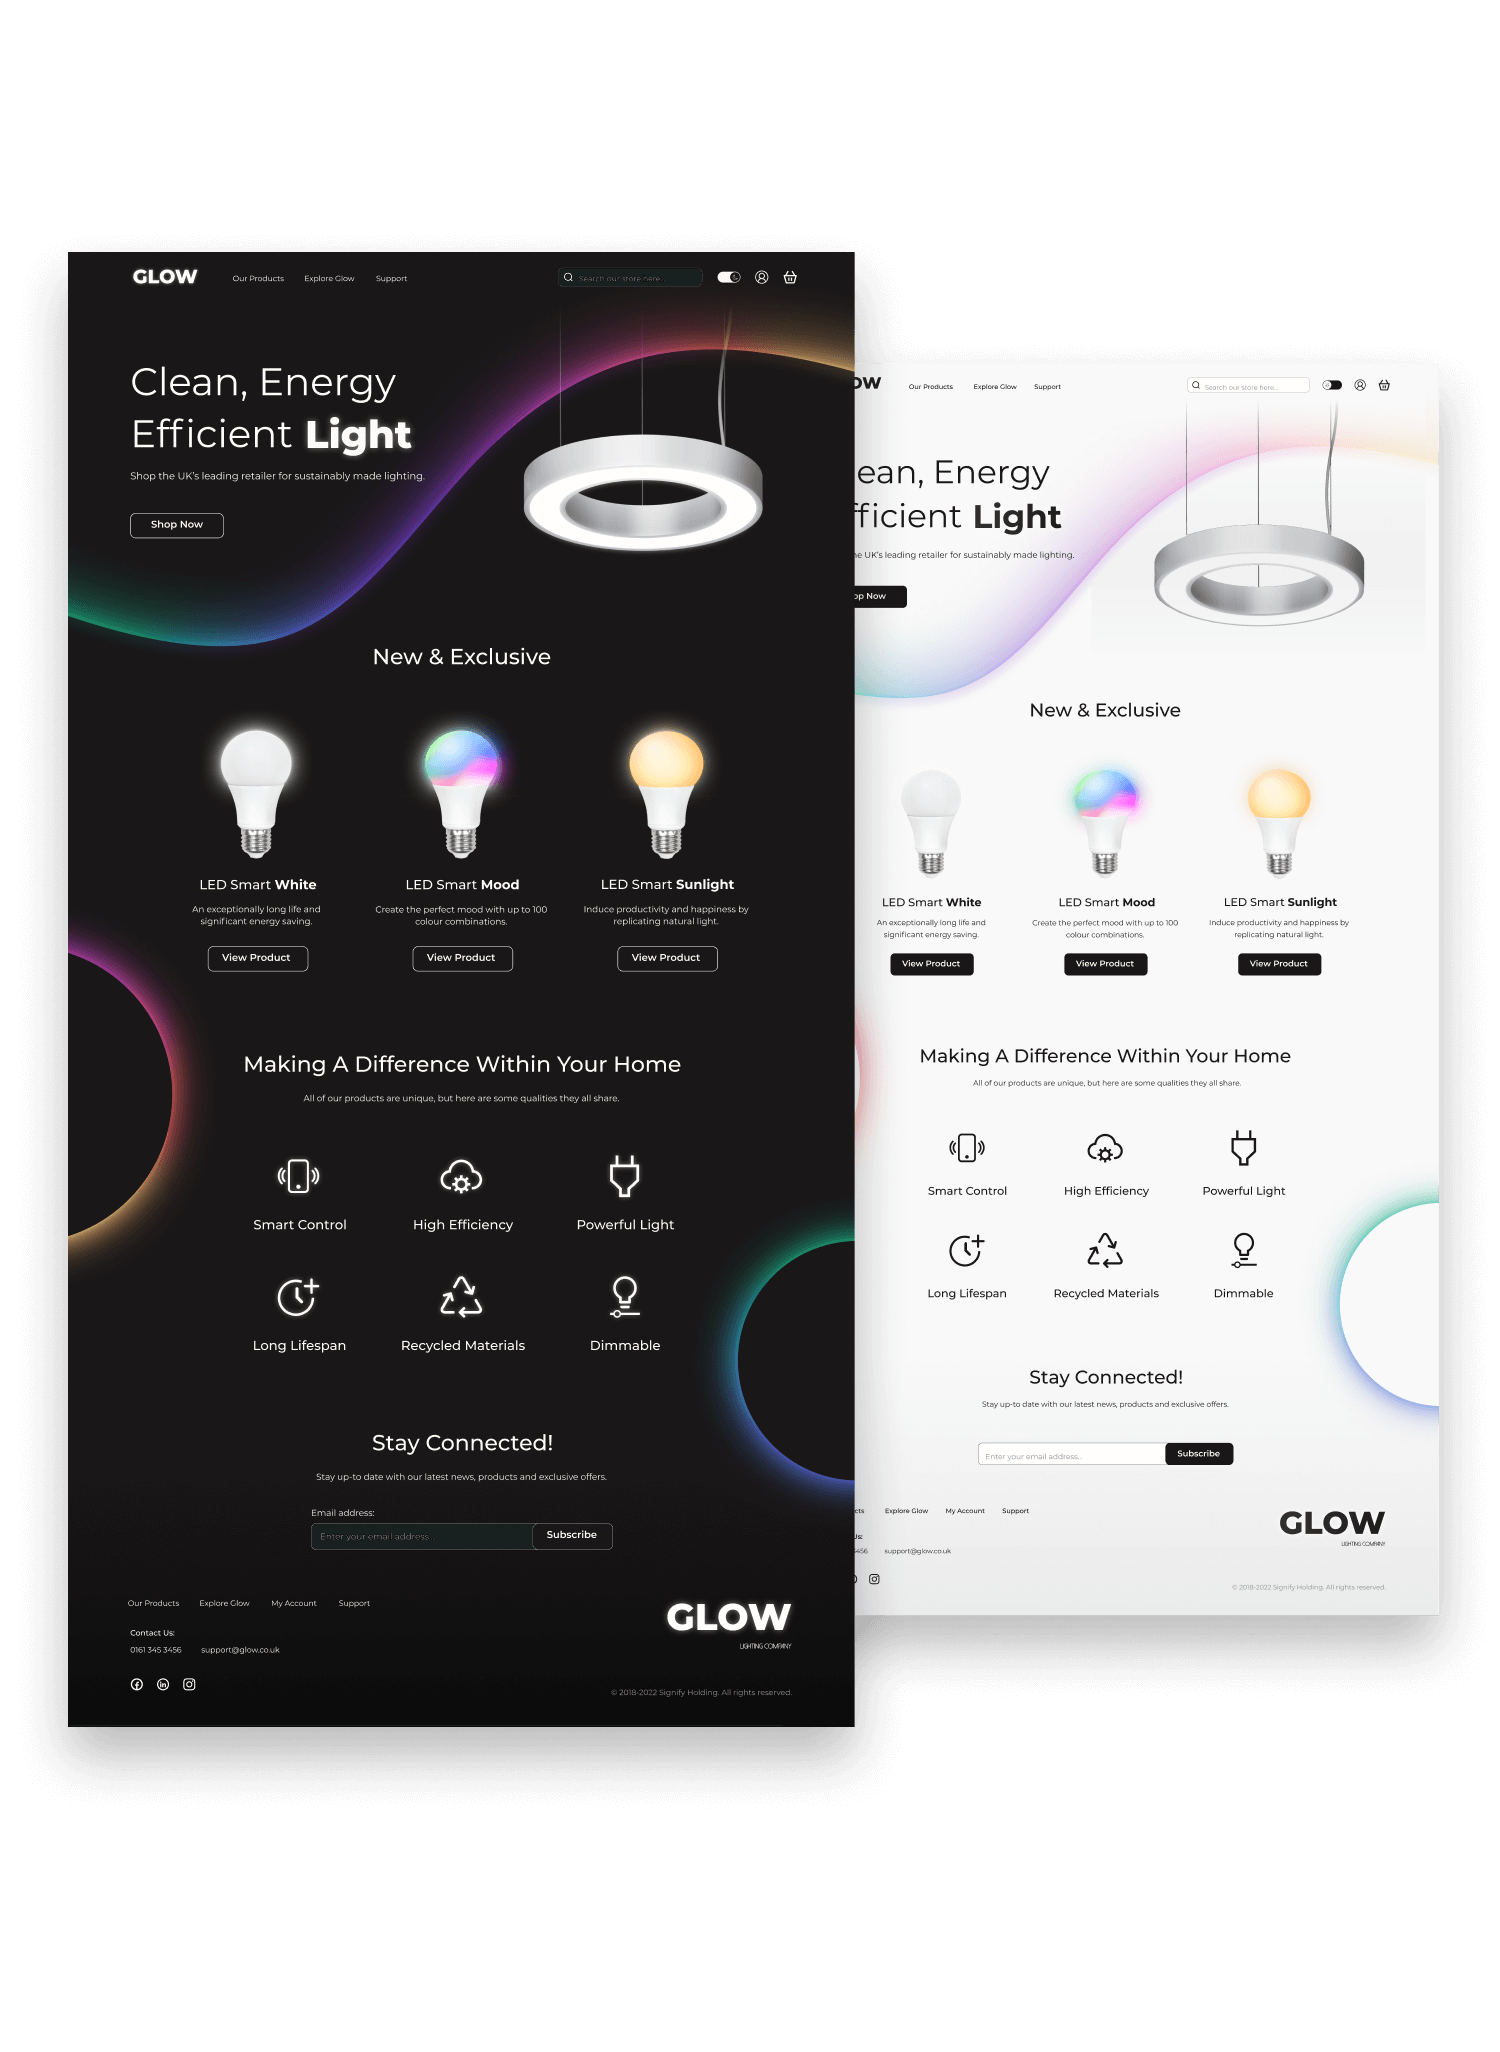 GLOW
Our Products
Explore Glow
Support
Search our store here...
Clean, Energy
Efficient Light
Shop the UK's leading retailer for sustainably made lighting.
Shop Now
New & Exclusive
LED Smart White
An exceptionally long life and
significant energy saving.
View Product
LED Smart Mood
Create the perfect mood with up to 100
colour combinations.
View Product
LED Smart Sunlight
Induce productivity and happiness by
replicating natural light.
View Product
Making A Difference Within Your Home
All of our products are unique, but here are some qualities they all share.
Smart Control
High Efficiency
Powerful Light
Long Lifespan
Recycled Materials
Dimmable
Stay Connected!
Stay up-to date with our latest news, products and exclusive offers.
Email address:
Enter your email address...
Subscribe
Our Products
Explore Glow
My Account
Support
Contact Us:
0161 345 3456
support@glow.co.uk
GLOW
LIGHTING COMPANY
© 2018-2022 Signify Holding. All rights reserved.
OW
Our Products
Explore Glow
Support
Search our store here...
ean, Energy
ficient Light
he UK's leading retailer for sustainably made lighting.
op Now
New & Exclusive
LED Smart White
An exceptionally long life and
significant energy saving.
View Product
LED Smart Mood
Create the perfect mood with up to 100
colour combinations.
View Product
LED Smart Sunlight
Induce productivity and happiness by
replicating natural light.
View Product
Making A Difference Within Your Home
All of our products are unique, but here are some qualities they all share.
Smart Control
High Efficiency
Powerful Light
Long Lifespan
Recycled Materials
Dimmable
Stay Connected!
Stay up-to date with our latest news, products and exclusive offers.
Enter your email address...
Subscribe
cts
Explore Glow
My Account
Support
Us:
3456
support@glow.co.uk
GLOW
LIGHTING COMPANY
© 2018-2022 Signify Holding. All rights reserved.